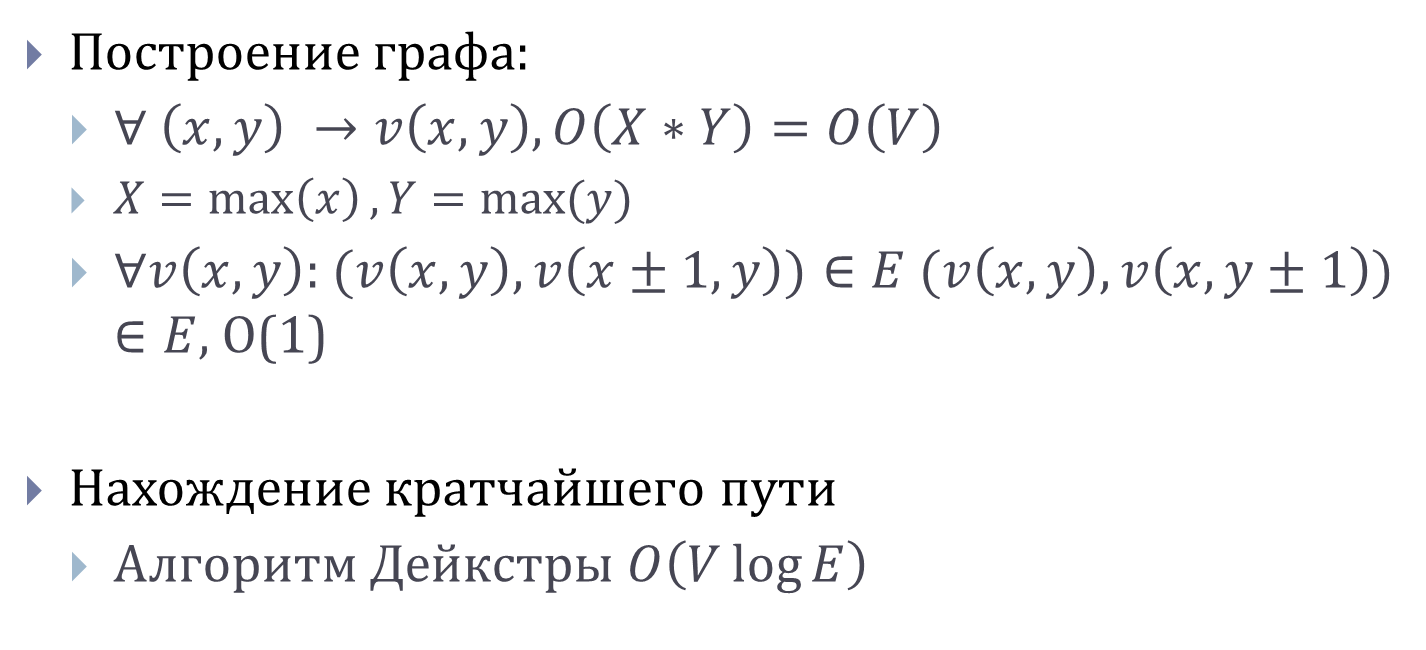 Построение графа:
∀ (x, y) → v(x, y), O(X ∗ Y) = O(V)
X = max(x) , Y = max(y)
∀v(x, y): (v(x, y), v(x ± 1, y)) ∈ E (v(x, y), v(x, y ± 1))
∈ E, O(1)
Нахождение кратчайшего пути
Алгоритм Дейкстры O(V log E)